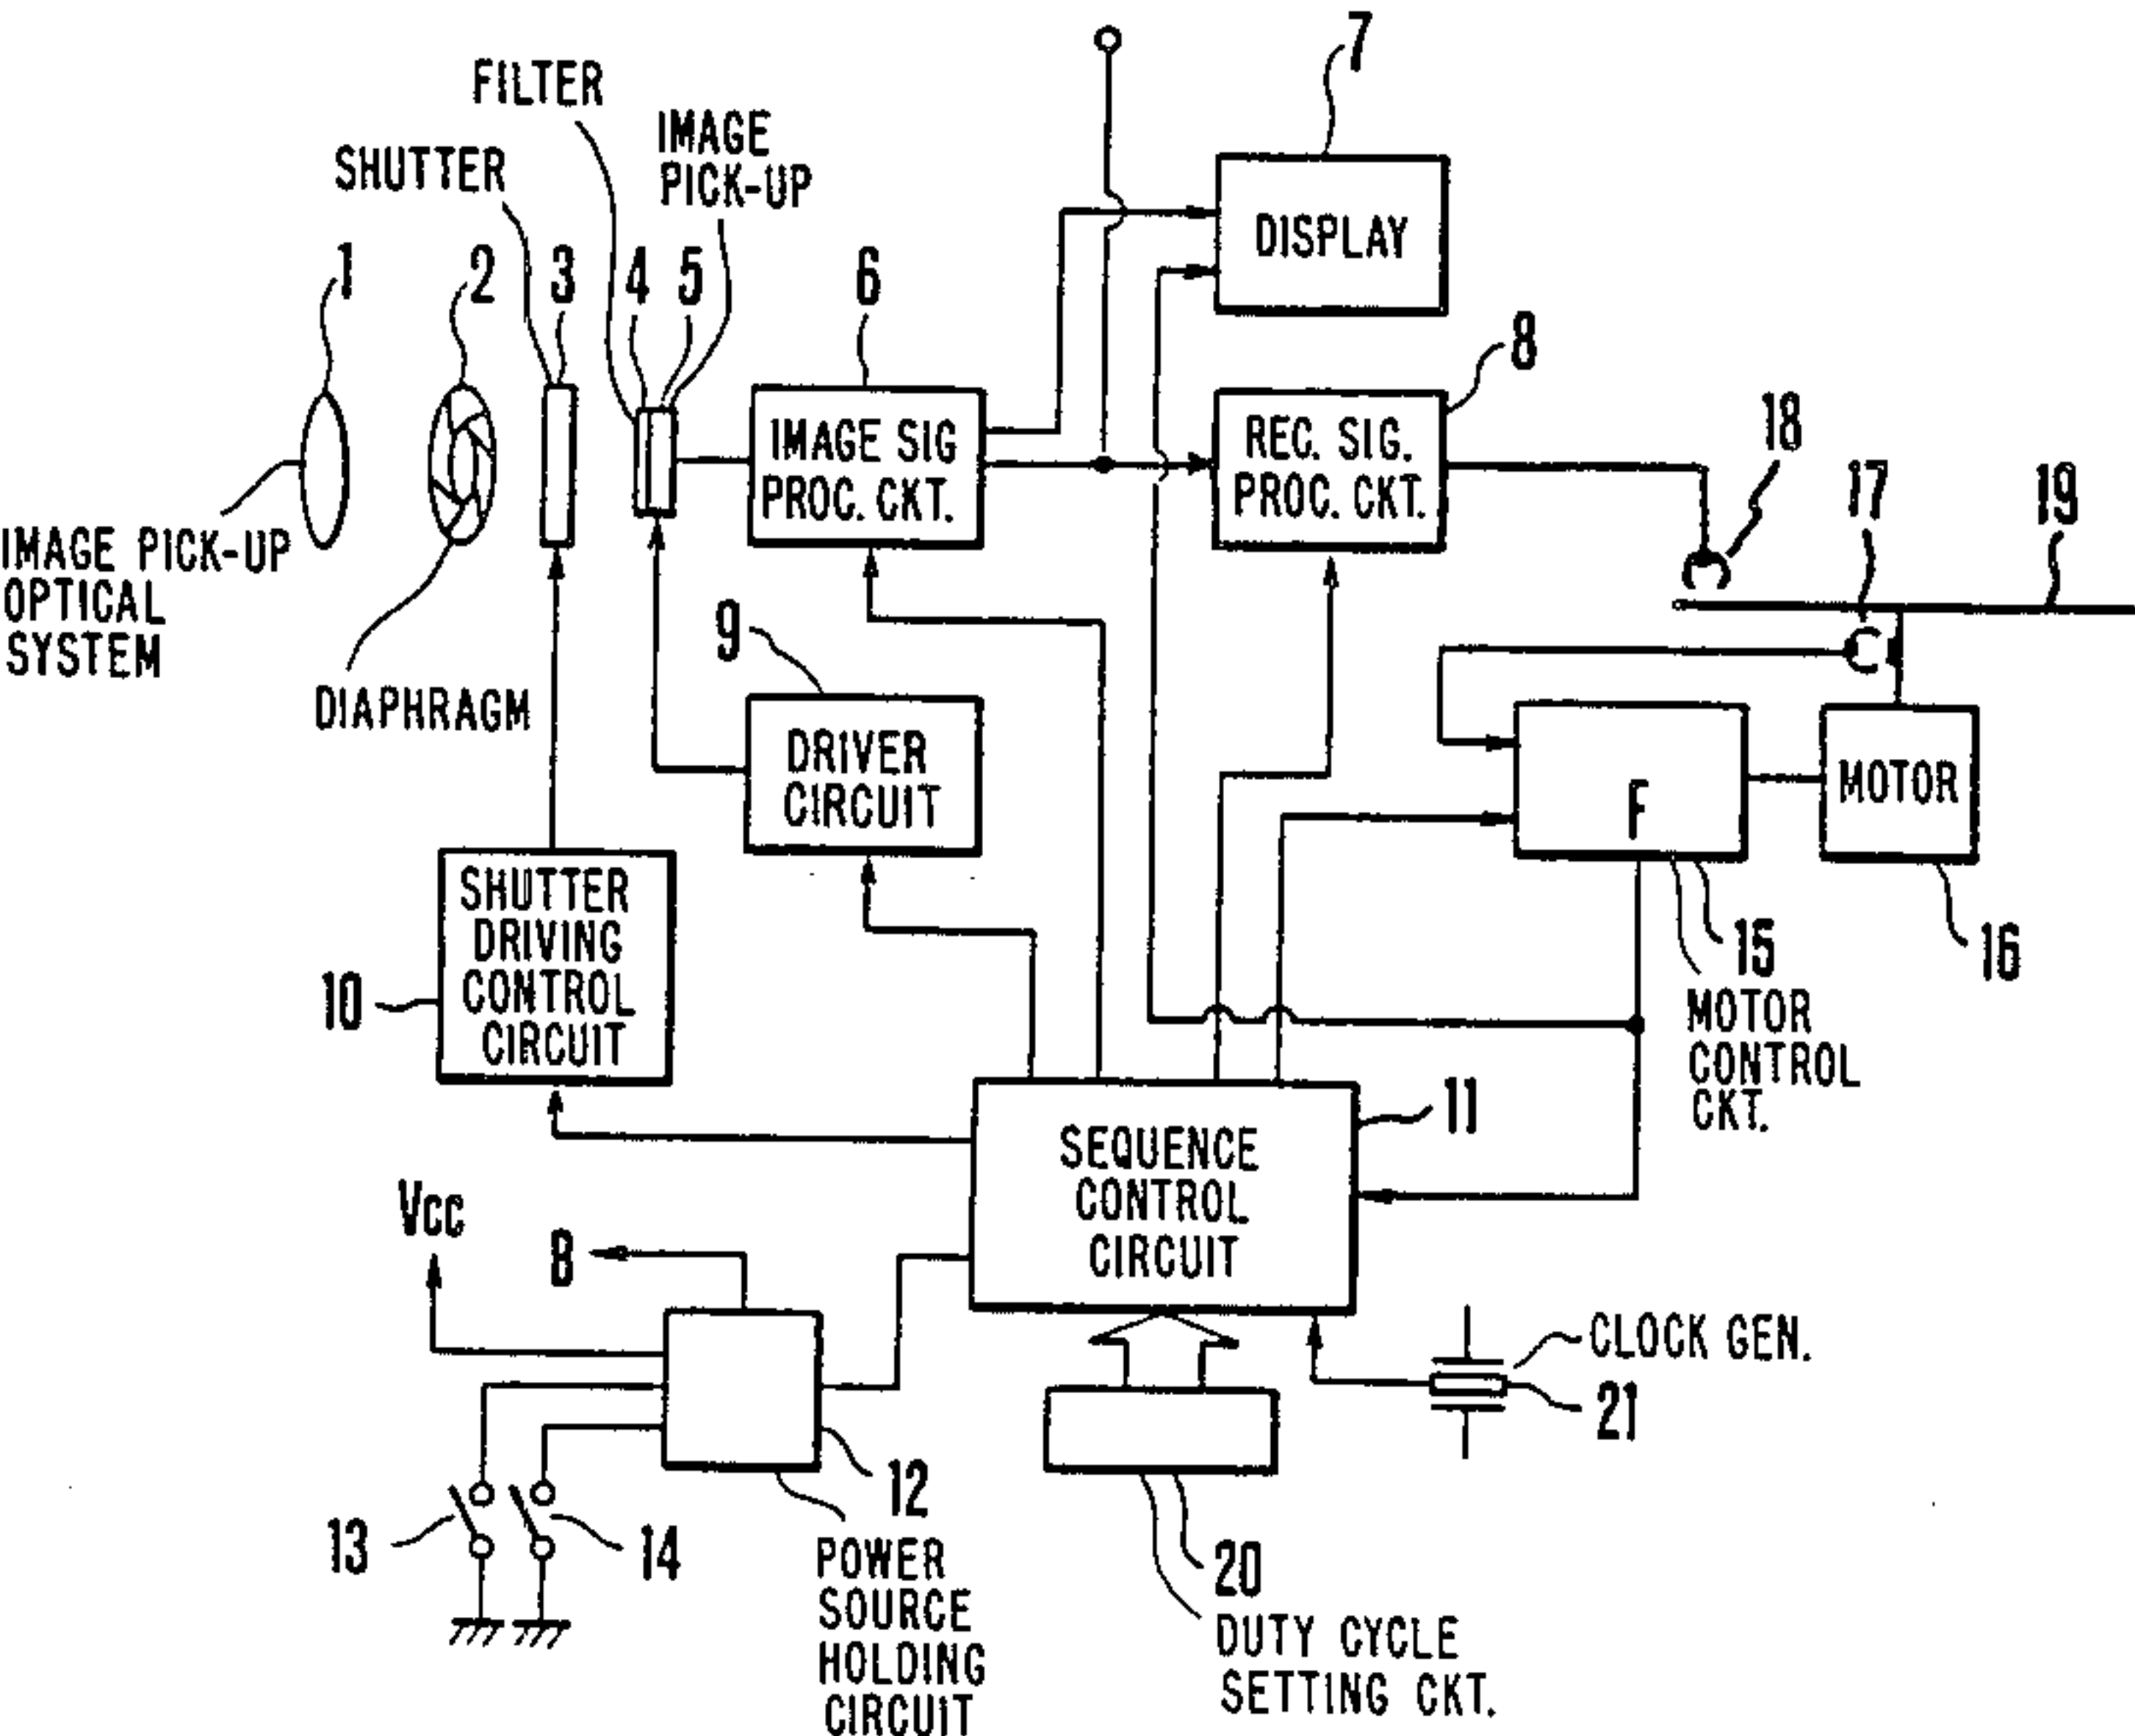 7
FILTER
IMAGE
PICK-UP
SHUTTER
DISPLAY
1
2
3
4
5
6
8
18
IMAGE SIG
PROC. CKT.
REC. SIG.
PROC. CKT.
17
19
IMAGE PICK-UP
OPTICAL
SYSTEM
DIAPHRAGM
9
DRIVER
CIRCUIT
F
MOTOR
SHUTTER
DRIVING
CONTROL
CIRCUIT
10
15
16
MOTOR
CONTROL
CKT.
11
SEQUENCE
CONTROL
CIRCUIT
Vcc
B
CLOCK GEN.
21
12
13
14
POWER
SOURCE
HOLDING
CIRCUIT
20
DUTY CYCLE
SETTING CKT.